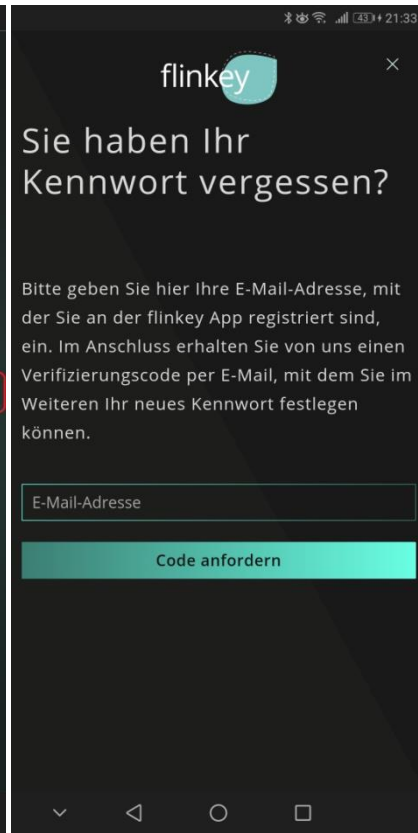 43 21:33
flinkey
Sie haben Ihr
Kennwort vergessen?
Bitte geben Sie hier Ihre E-Mail-Adresse, mit
der Sie an der flinkey App registriert sind,
ein. Im Anschluss erhalten Sie von uns einen
Verifizierungscode per E-Mail, mit dem Sie im
Weiteren Ihr neues Kennwort festlegen
können.
E-Mail-Adresse
Code anfordern